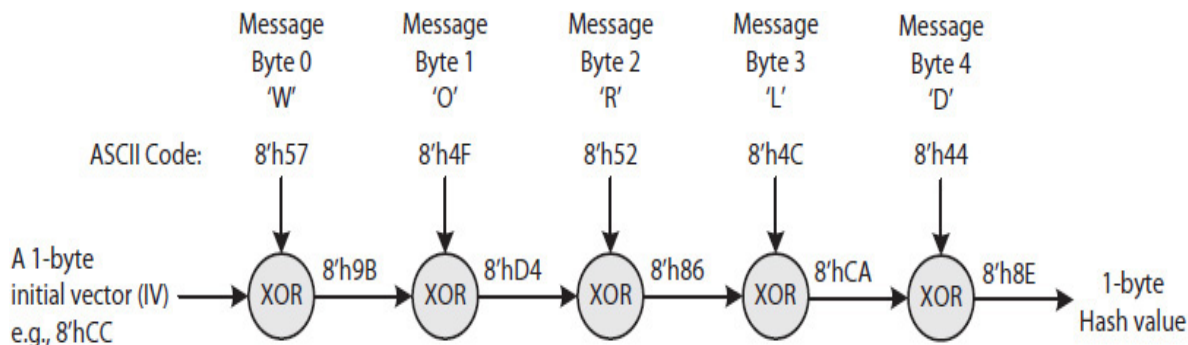 Message Message Message Message Message
Byte 0 Byte 1 Byte 2 Byte 3 Byte 4
‘W’ ‘O’ ‘R’ ‘L’ ‘D’
ASCII Code: 8’h57 8’h4F 8’h52 8’h4C 8’h44
A 1-byte
initial vector (IV)
e.g., 8’hCC
XOR 8’h9B XOR 8’hD4 XOR 8’h86 XOR 8’hCA XOR 8’h8E
1-byte
Hash value